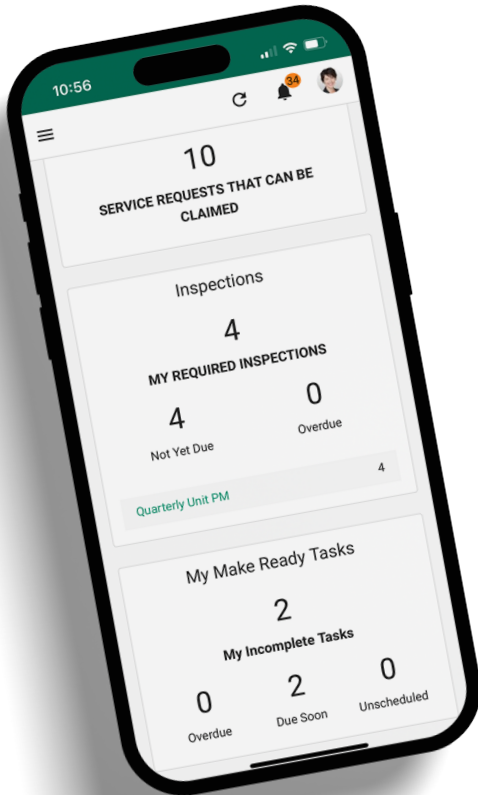 10:56
34
10
SERVICE REQUESTS THAT CAN BE
CLAIMED
Inspections
4
MY REQUIRED INSPECTIONS
4 0
Not Yet Due Overdue
Quarterly Unit PM 4
My Make Ready Tasks
2
My Incomplete Tasks
0 2 0
Overdue Due Soon Unscheduled